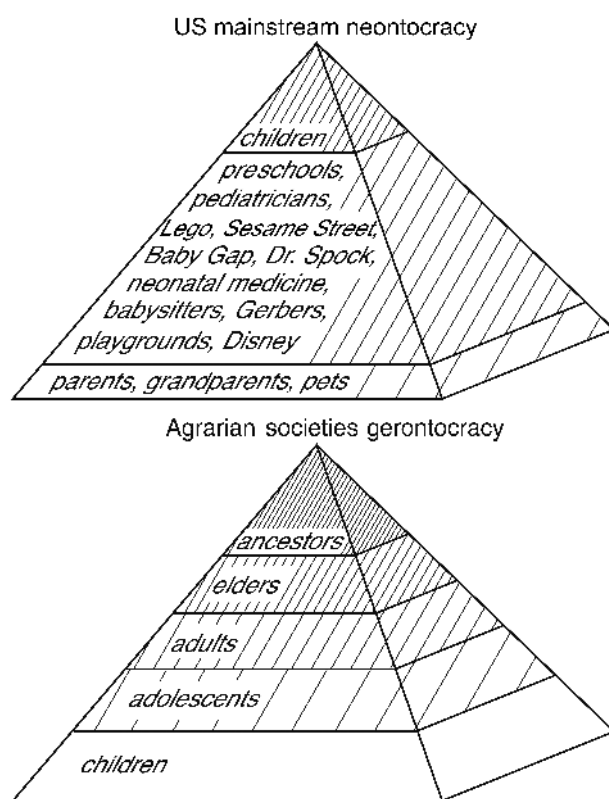 US mainstream neontocracy
children
preschools,
pediatricians,
Lego, Sesame Street,
Baby Gap, Dr. Spock,
neonatal medicine,
babysitters, Gerbers,
playgrounds, Disney
parents, grandparents, pets
Agrarian societies gerontocracy
ancestors
elders
adults
adolescents
children